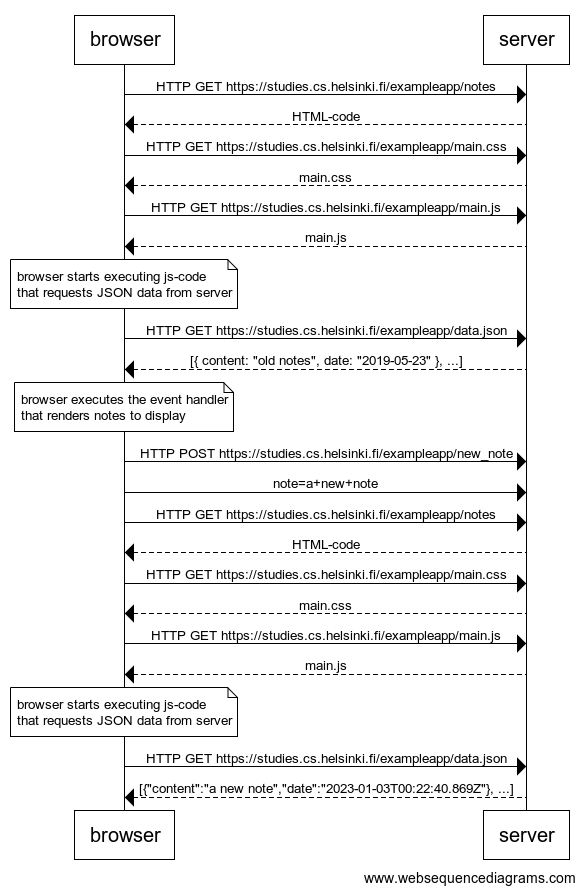 browser
server
HTTP GET https://studies.cs.helsinki.fi/exampleapp/notes
HTML-code
HTTP GET https://studies.cs.helsinki.fi/exampleapp/main.css
main.css
HTTP GET https://studies.cs.helsinki.fi/exampleapp/main.js
main.js
browser starts executing js-code
that requests JSON data from server
HTTP GET https://studies.cs.helsinki.fi/exampleapp/data.json
[{ content: "old notes", date: "2019-05-23" }, ...]
browser executes the event handler
that renders notes to display
HTTP POST https://studies.cs.helsinki.fi/exampleapp/new_note
note=a+new+note
HTTP GET https://studies.cs.helsinki.fi/exampleapp/notes
HTML-code
HTTP GET https://studies.cs.helsinki.fi/exampleapp/main.css
main.css
HTTP GET https://studies.cs.helsinki.fi/exampleapp/main.js
main.js
browser starts executing js-code
that requests JSON data from server
HTTP GET https://studies.cs.helsinki.fi/exampleapp/data.json
[{"content":"a new note","date":"2023-01-03T00:22:40.869Z"}, ...]
browser
server
www.websequencediagrams.com